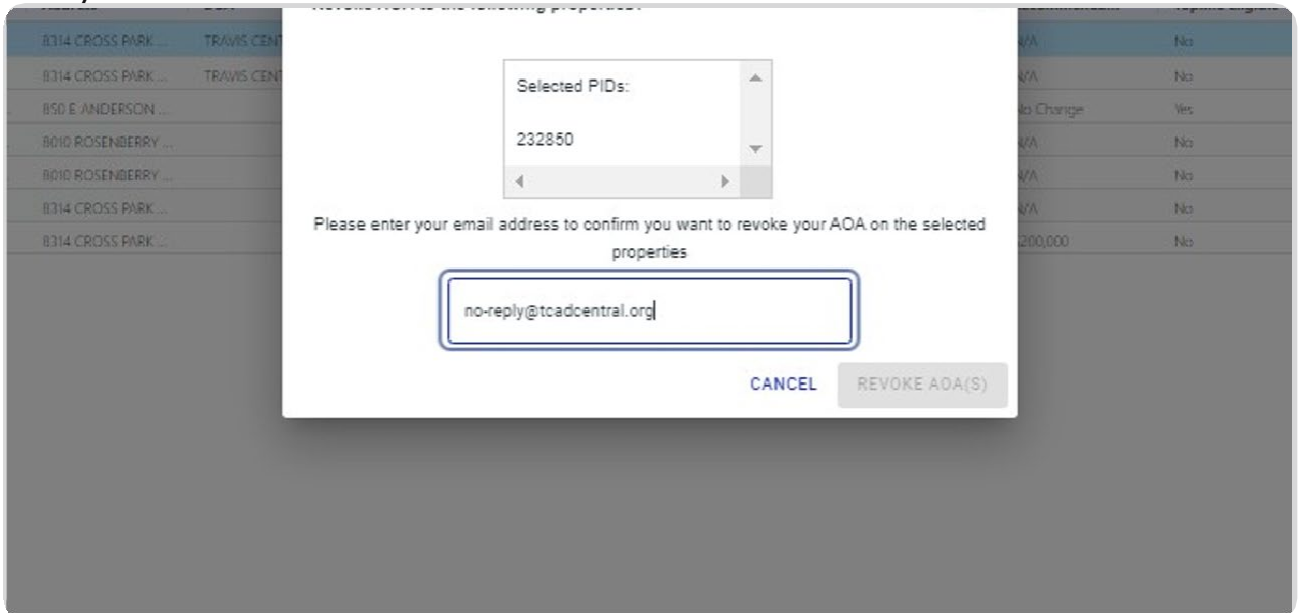 8314 CROSS PARK ... TRAVIS CENT N/A No
8314 CROSS PARK ... TRAVIS CENT N/A No
850 E ANDERSON ... No Change Yes
8010 ROSENBERRY ... N/A No
8010 ROSENBERRY ... N/A No
8314 CROSS PARK ... N/A No
8314 CROSS PARK ... 200,000 No
Selected PIDs:
232850
Please enter your email address to confirm you want to revoke your AOA on the selected
properties
no-reply@tcadcentral.org
CANCEL REVOKE AOA(S)